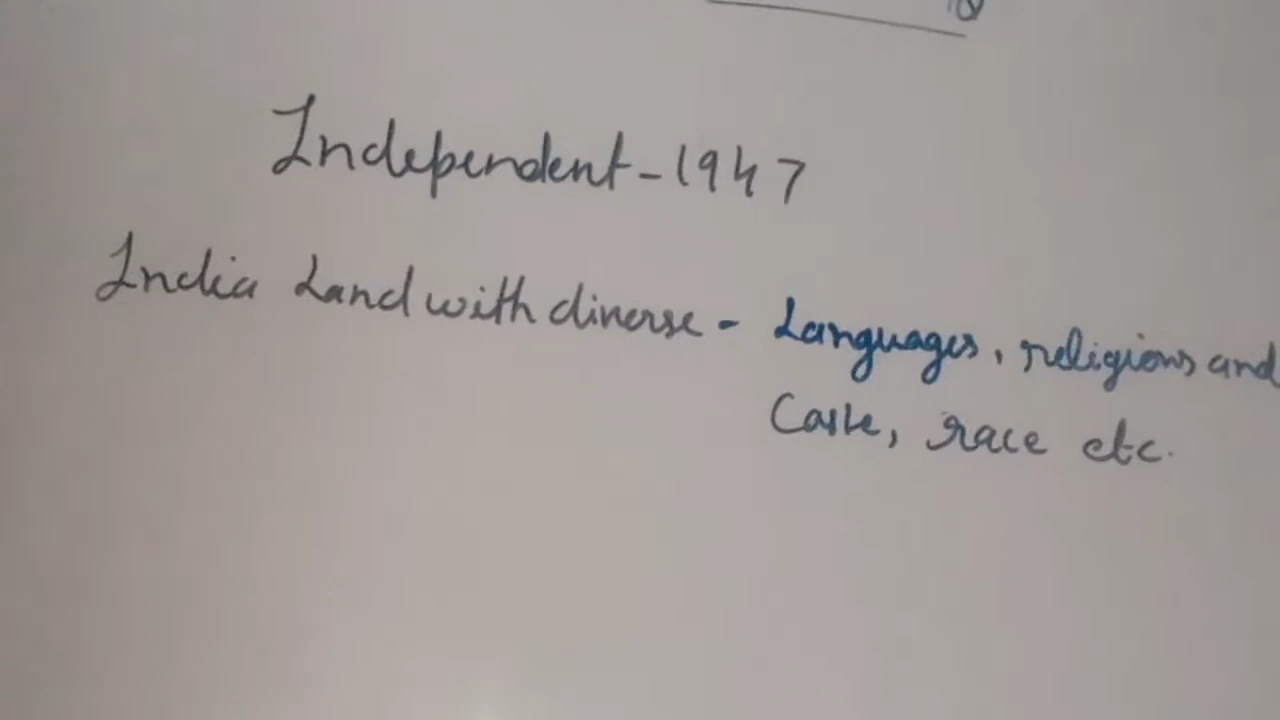 Independent - 1947
India Land with diverse - Languages, religions and
Caste, race etc.